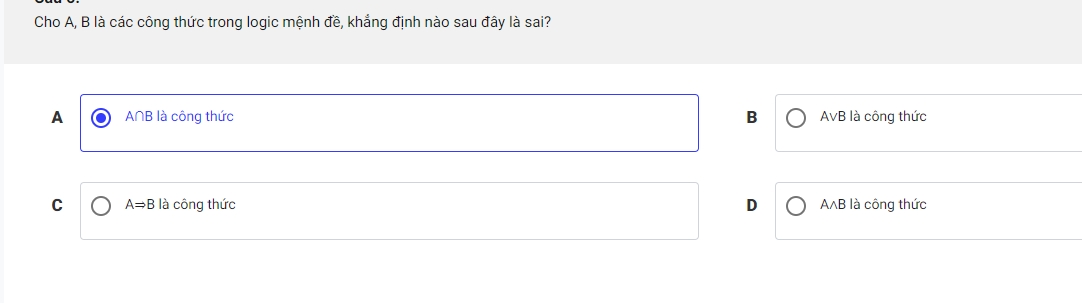 Cho A, B là các công thức trong logic mệnh đề, khẳng định nào sau đây là sai?
A A∩B là công thức
B A∨B là công thức
C A⇒B là công thức
D A∧B là công thức